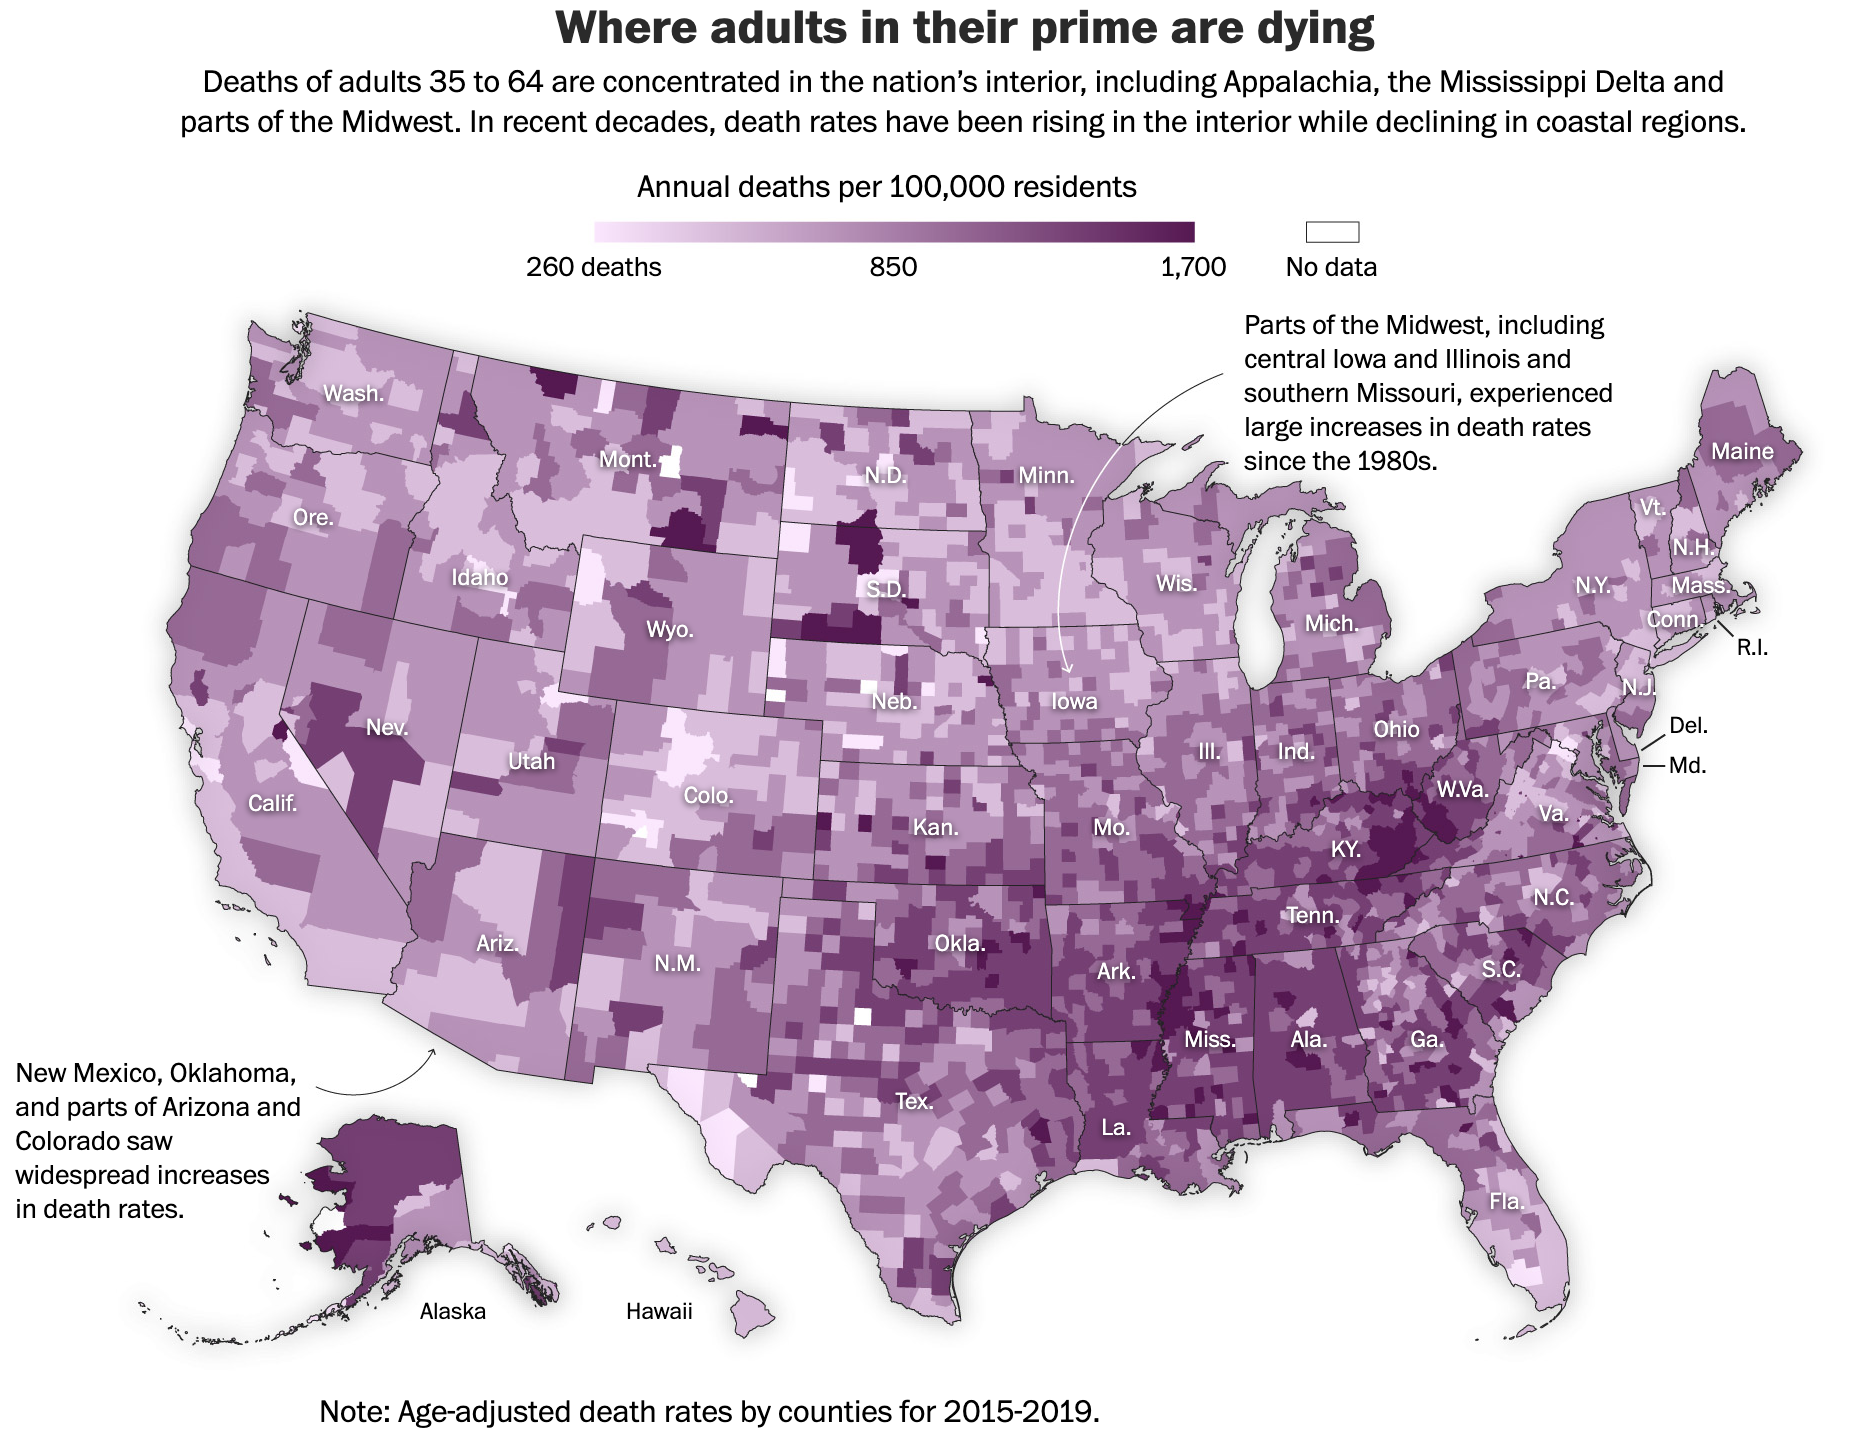 Where adults in their prime are dying
Deaths of adults 35 to 64 are concentrated in the nation's interior, including Appalachia, the Mississippi Delta and
parts of the Midwest. In recent decades, death rates have been rising in the interior while declining in coastal regions.
Annual deaths per 100,000 residents
260 deaths
850
1,700
No data
Parts of the Midwest, including
central Iowa and Illinois and
southern Missouri, experienced
large increases in death rates
since the 1980s.
Wash.
Mont.
N.D.
Minn.
Maine
Ore.
Vt.
Idaho
S.D.
Wis.
N.H.
N.Y.
Mass.
Wyo.
Mich.
Conn.
R.I.
Neb.
Iowa
Pa.
N.J.
Nev.
Ohio
Del.
Utah
Ill.
Ind.
Md.
Calif.
Colo.
W.Va.
Va.
Kan.
Mo.
KY.
N.C.
Ariz.
N.M.
Okla.
Tenn.
Ark.
S.C.
Miss.
Ala.
Ga.
Tex.
La.
Fla.
New Mexico, Oklahoma,
and parts of Arizona and
Colorado saw
widespread increases
in death rates.
Alaska
Hawaii
Note: Age-adjusted death rates by counties for 2015-2019.